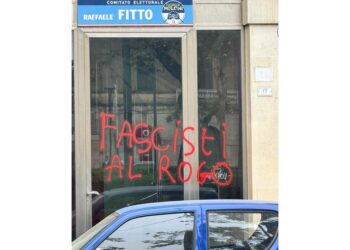 COMITATO ELETTORALE
RAFFAELE FITTO
FASCISTI
AL ROGO